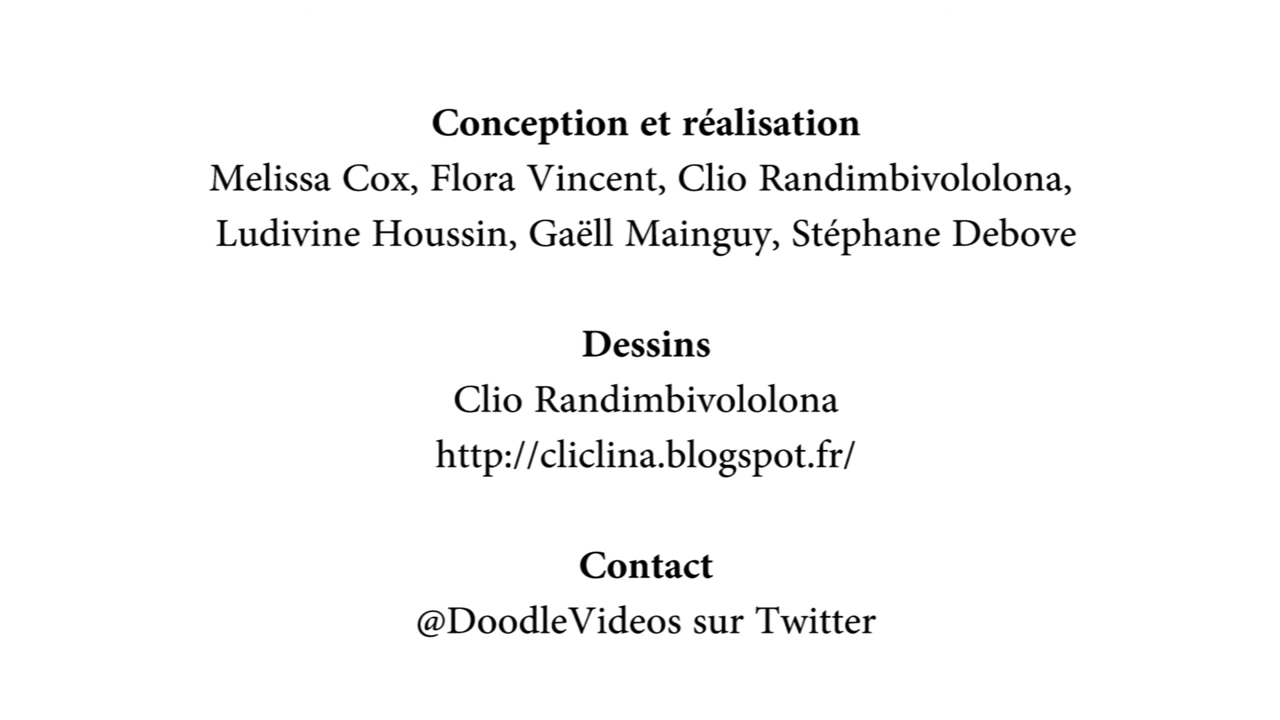 Conception et réalisation
Melissa Cox, Flora Vincent, Clio Randimbivololona,
Ludivine Houssin, Gaëll Mainguy, Stéphane Debove
Dessins
Clio Randimbivololona
http://cliclina.blogspot.fr/
Contact
@DoodleVideos sur Twitter